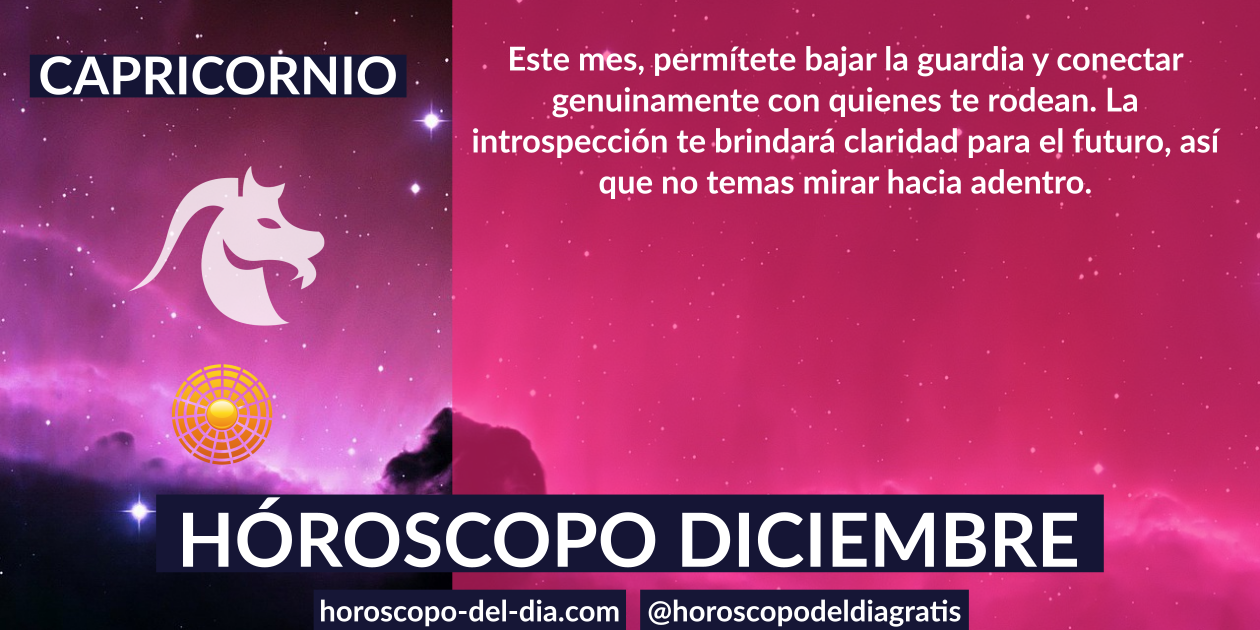 CAPRICORNIO
Este mes, permítete bajar la guardia y conectar
genuinamente con quienes te rodean. La
introspección te brindará claridad para el futuro, así
que no temas mirar hacia adentro.
HÓROSCOPO DICIEMBRE
horoscopo-del-dia.com
@horoscopodeldiagratis